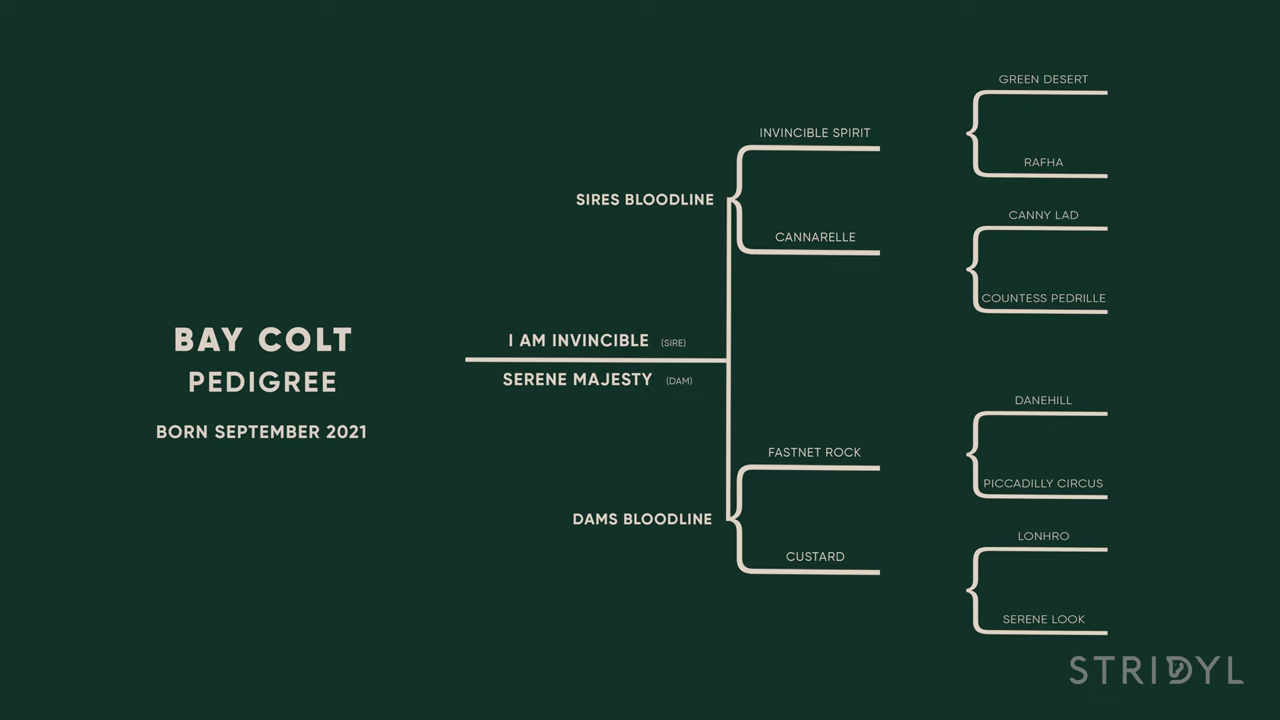 BAY COLT
PEDIGREE
BORN SEPTEMBER 2021
I AM INVINCIBLE (SIRE)
SERENE MAJESTY (DAM)
SIRES BLOODLINE
INVINCIBLE SPIRIT
CANNARELLE
GREEN DESERT
RAFHA
CANNY LAD
COUNTESS PEDRILLE
DAMS BLOODLINE
FASTNET ROCK
CUSTARD
DANEHILL
PICCADILLY CIRCUS
LONHRO
SERENE LOOK
STRIDYL